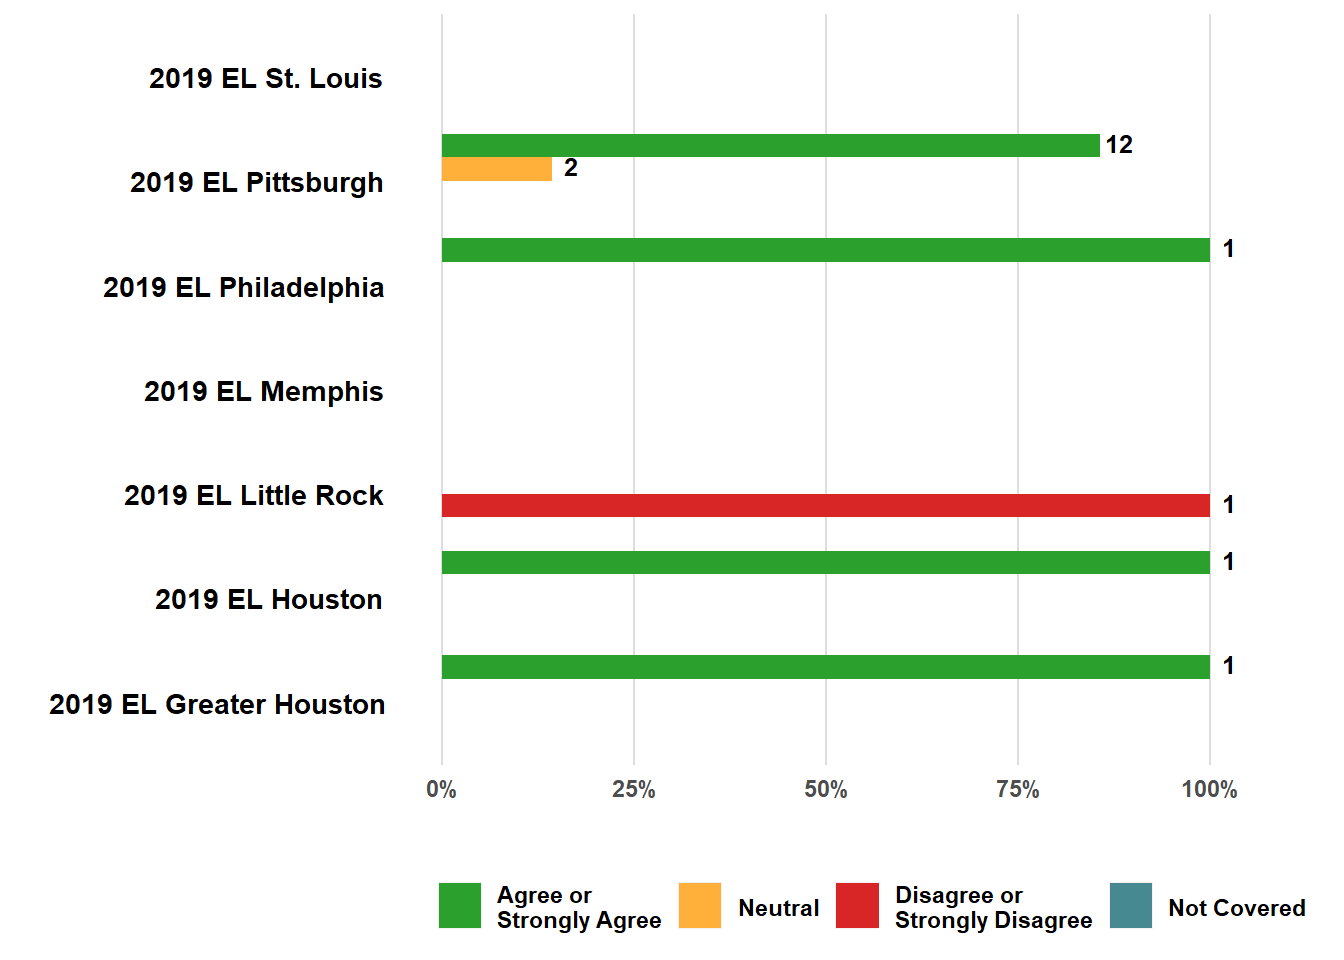 2019 EL St. Louis
12
2
2019 EL Pittsburgh
1
2019 EL Philadelphia
2019 EL Memphis
2019 EL Little Rock
1
1
2019 EL Houston
1
2019 EL Greater Houston
0% 25% 50% 75% 100%
Agree or
Strongly Agree
Neutral
Disagree or
Strongly Disagree
Not Covered